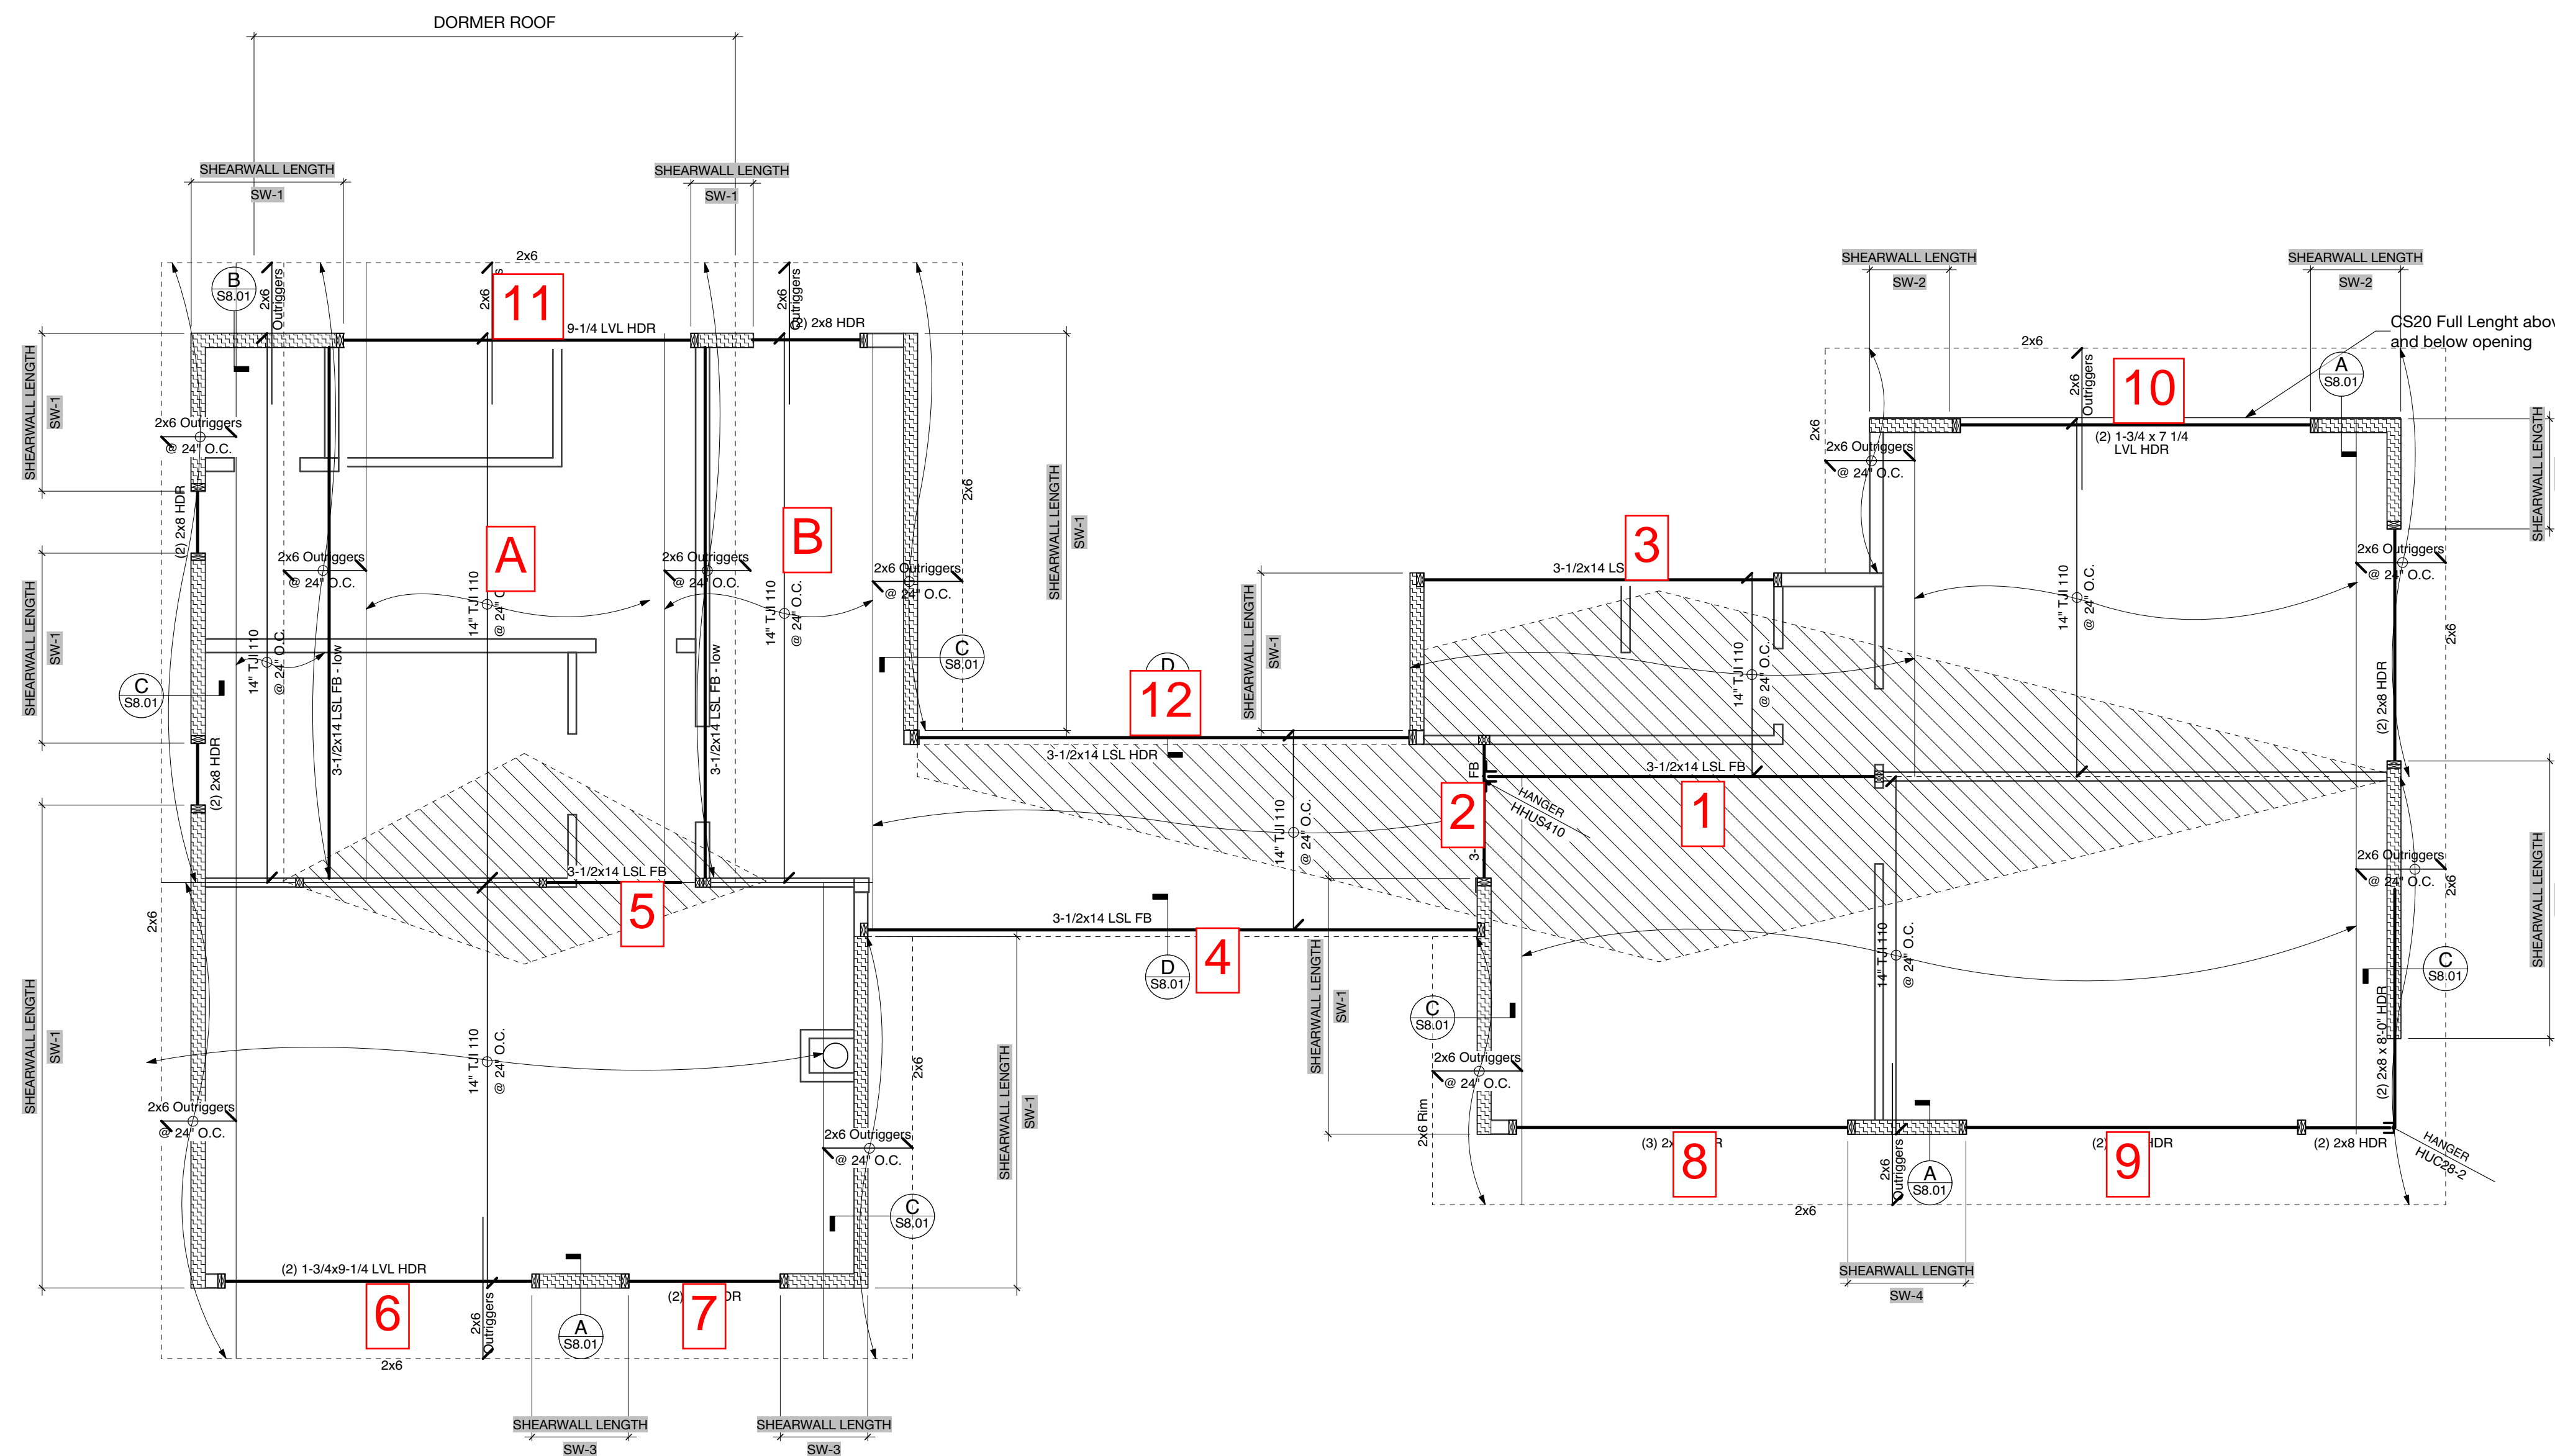 DORMER ROOF
SHEARWALL LENGTH
SW-1
SHEARWALL LENGTH
SW-1
SHEARWALL LENGTH
SW-2
SHEARWALL LENGTH
SW-2
2x6
B
S8.01
2x6
Outriggers
2x6
11
2x6
Outriggers
9-1/4 LVL HDR
2x8 HDR
CS20 Full Lenght
and below opening
2x6
2x6
Outriggers
10
A
S8.01
(2) 1-3/4 x 7 1/4
LVL HDR
SHEARWALL LENGTH
SW-1
2x6 Outriggers
@ 24" O.C.
(2) 2x8 HDR
2x6
2x6 Outriggers
@ 24" O.C.
SHEARWALL LENGTH
2x6
SHEARWALL LENGTH
SW-1
2x6 Outriggers
@ 24" O.C.
A
B
2x6 Outriggers
@ 24" O.C.
2x6 Outriggers
@ 24" O.C.
3
3-1/2x14
2x6 Outriggers
@ 24" O.C.
SHEARWALL LENGTH
SW-1
14" TJI 110
@ 24" O.C.
14" TJI 110
14" TJI 110
@ 24" O.C.
14" TJI 110
@ 24" O.C.
2x6
SHEARWALL LENGTH
SW-1
C
S8.01
C
S8.01
D
12
14" TJI 110
@ 24" O.C.
(2) 2x8 HDR
3-1/2x14 LSL FB - low
3-1/2x14 LSL FB - low
(2) 2x8 HDR
3-1/2x14 LSL HDR
FB
2
3-1/2x14 LSL FB
1
HANGER
HHUS410
14" TJI 110
@ 24" O.C.
3-1/2x14 LSL FB
5
2x6
3-1/2x14 LSL FB
4
D
S8.01
2x6 Outriggers
@ 24" O.C.
2x6
SHEARWALL LENGTH
SHEARWALL LENGTH
SW-1
14" TJI 110
@ 24" O.C.
2x6
SHEARWALL LENGTH
SW-1
SHEARWALL LENGTH
SW-1
C
S8.01
14" TJI 110
@ 24" O.C.
C
S8.01
(2) 2x8 x 8'-0" HDR
2x6 Outriggers
@ 24" O.C.
2x6 Outriggers
@ 24" O.C.
2x6 Outriggers
@ 24" O.C.
2x6 Rim
(3)
8
2x6
Outriggers
A
S8.01
(2)
9
HDR
(2) 2x8 HDR
HANGER
HUC28-2
2x6
C
S8.01
(2) 1-3/4x9-1/4 LVL HDR
6
2x6
Outriggers
(2)
7
A
S8.01
2x6
SHEARWALL LENGTH
SW-4
SHEARWALL LENGTH
SW-3
SHEARWALL LENGTH
SW-3